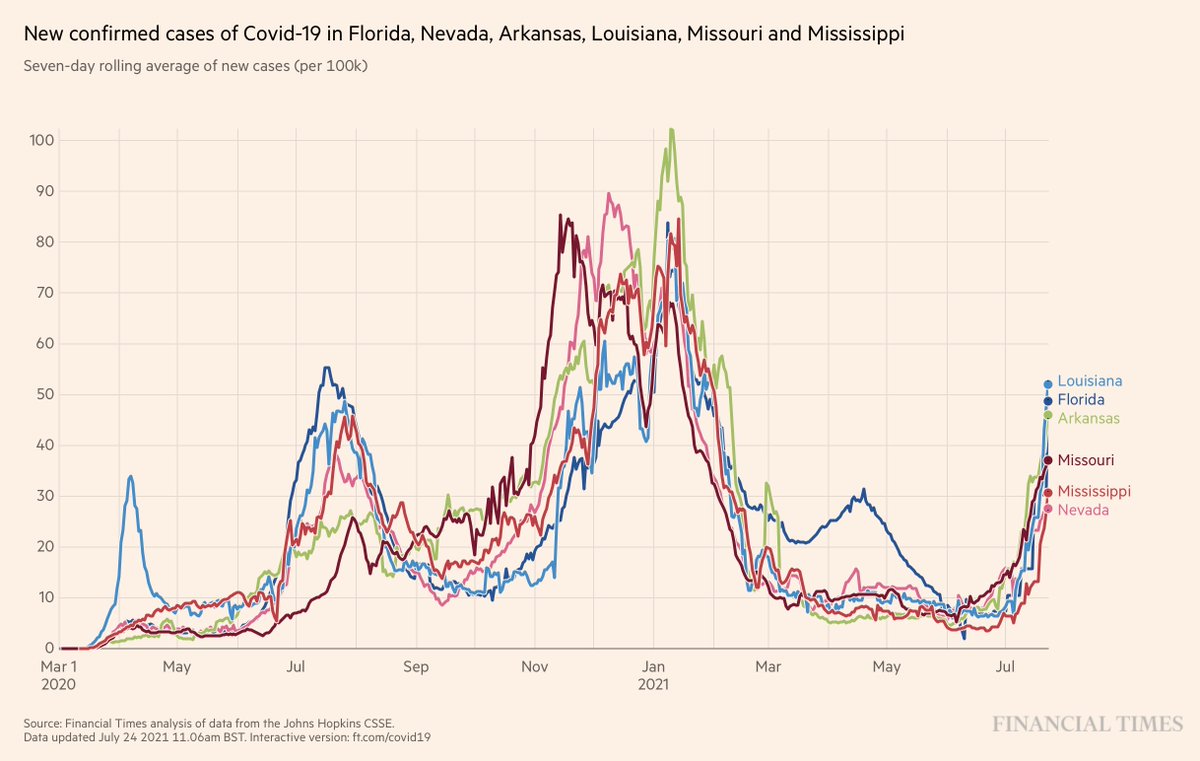 New confirmed cases of Covid-19 in Florida, Nevada, Arkansas, Louisiana, Missouri and Mississippi
Seven-day rolling average of new cases (per 100k)
100
90
80
70
60
50
40
30
20
10
0
Louisiana
Florida
Arkansas
Missouri
Mississippi
Nevada
Mar 1 May Jul Sep Nov Jan Mar May Jul
2020 2021
Source: Financial Times analysis of data from the Johns Hopkins CSSE.
Data updated July 24 2021 11.06am BST. Interactive version: ft.com/covid19
FINANCIAL TIMES